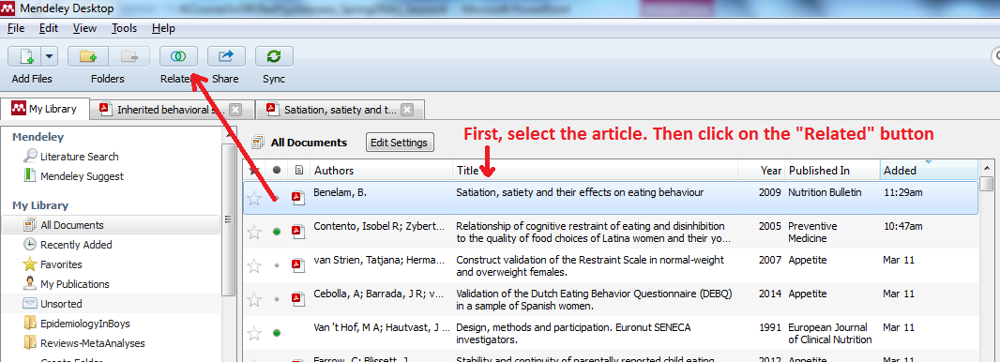 Mendeley Desktop
File Edit View Tools Help
Add Files Folders Related Share Sync
My Library Inherited behavioral s... Satiation, satiety and t...
First, select the article. Then click on the "Related" button
Mendeley
Literature Search
Mendeley Suggest
My Library
All Documents
Recently Added
Favorites
My Publications
Unsorted
EpidemiologyInBoys
Reviews-MetaAnalyses
Create Folder
All Documents Edit Settings
Authors Title Year Published In Added
Benelam, B. Satiation, satiety and their effects on eating behaviour 2009 Nutrition Bulletin 11:29am
Contento, Isobel R; Zybert... Relationship of cognitive restraint of eating and disinhibition 2005 Preventive 10:47am
to the quality of food choices of Latina women and their yo... Medicine
van Strien, Tatjana; Herma... Construct validation of the Restraint Scale in normal-weight 2007 Appetite Mar 11
and overweight females.
Cebolla, A; Barrada, J R; v... Validation of the Dutch Eating Behavior Questionnaire (DEBQ) 2014 Appetite Mar 11
in a sample of Spanish women.
Van 't Hof, M A; Hautvast, J ... Design, methods and participation. Euronut SENECA 1991 European Journal Mar 11
investigators. of Clinical Nutrition
Farrow, C; Blissett, J Stability and continuity of parentally reported child eating 2012 Appetite Mar 11